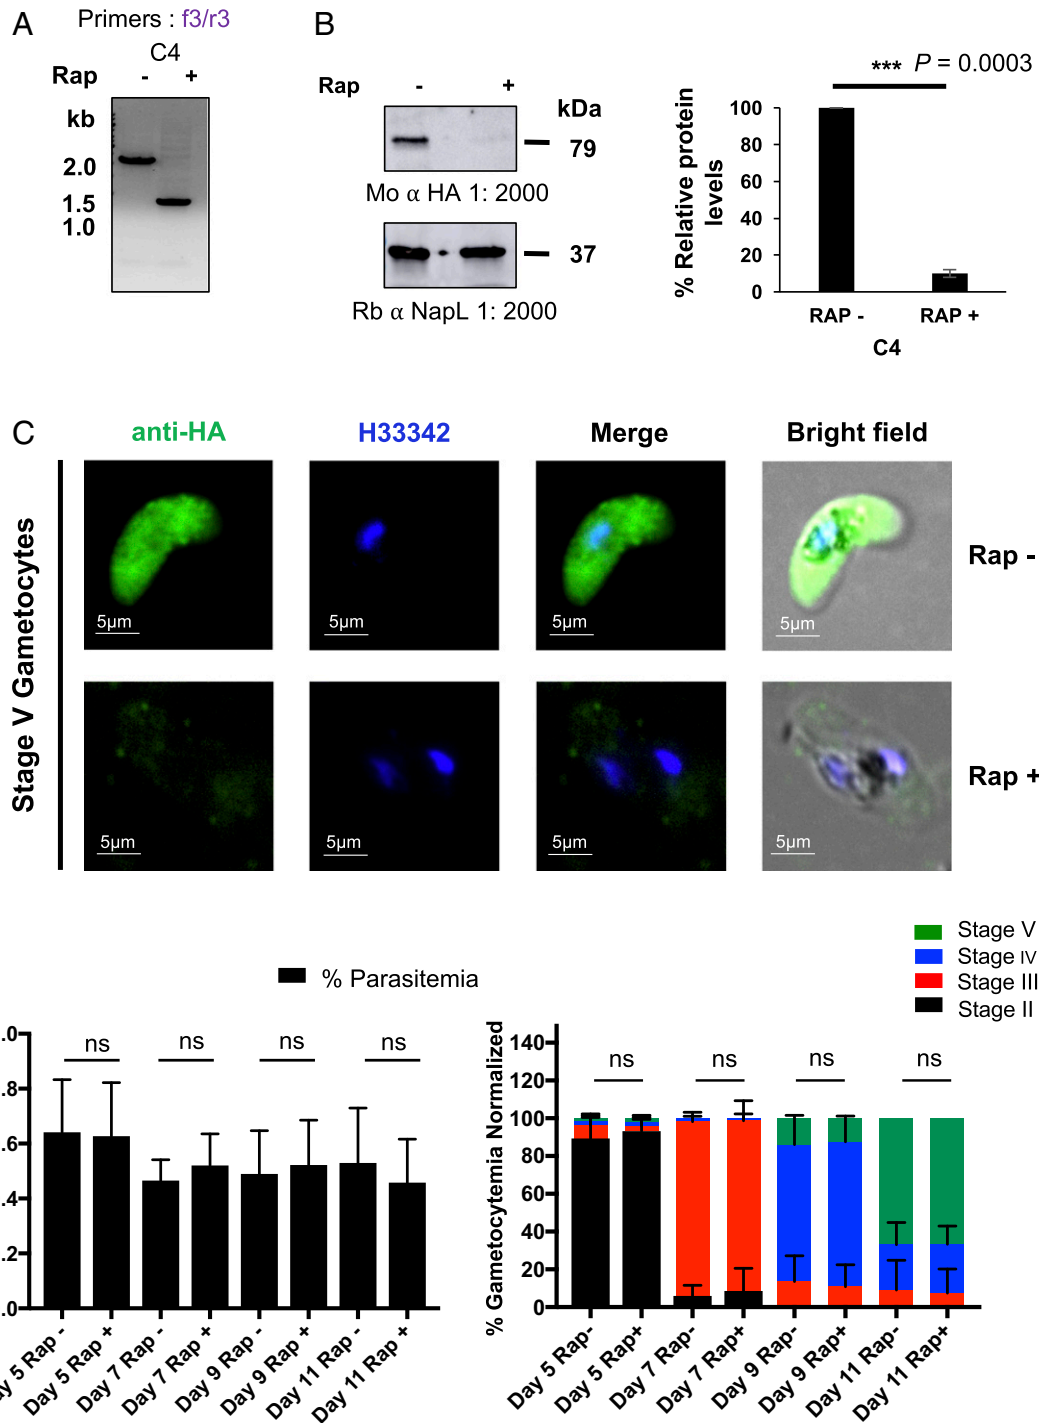 A
Primers : f3/r3
C4
Rap - +
kb
2.0
1.5
1.0
B
Rap - +
kDa
79
Mo α HA 1: 2000
37
Rb α NapL 1: 2000
*** P = 0.0003
% Relative protein
levels
100
80
60
40
20
0
RAP - RAP +
C4
C
anti-HA H33342 Merge Bright field
Stage V Gametocytes
5μm 5μm 5μm 5μm
Rap -
5μm 5μm 5μm 5μm
Rap +
% Parasitemia
.0
.8
.6
.4
.2
.0
ns ns ns ns
ay 5 Rap -
Day 5 Rap +
Day 7 Rap -
Day 7 Rap +
Day 9 Rap -
Day 9 Rap +
Day 11 Rap -
Day 11 Rap +
Stage V
Stage IV
Stage III
Stage II
% Gametocytemia Normalized
140
120
100
80
60
40
20
0
ns ns ns ns
Day 5 Rap-
Day 5 Rap+
Day 7 Rap-
Day 7 Rap+
Day 9 Rap-
Day 9 Rap+
Day 11 Rap-
Day 11 Rap+